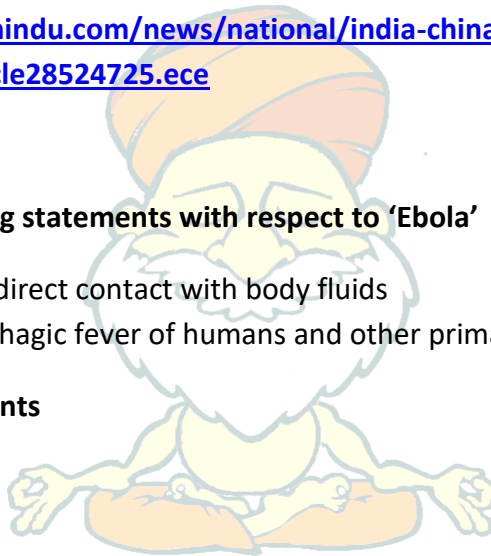 hindu.com/news/national/india-china
cle28524725.ece
g statements with respect to ‘Ebola’
direct contact with body fluids
hagic fever of humans and other prima
nts